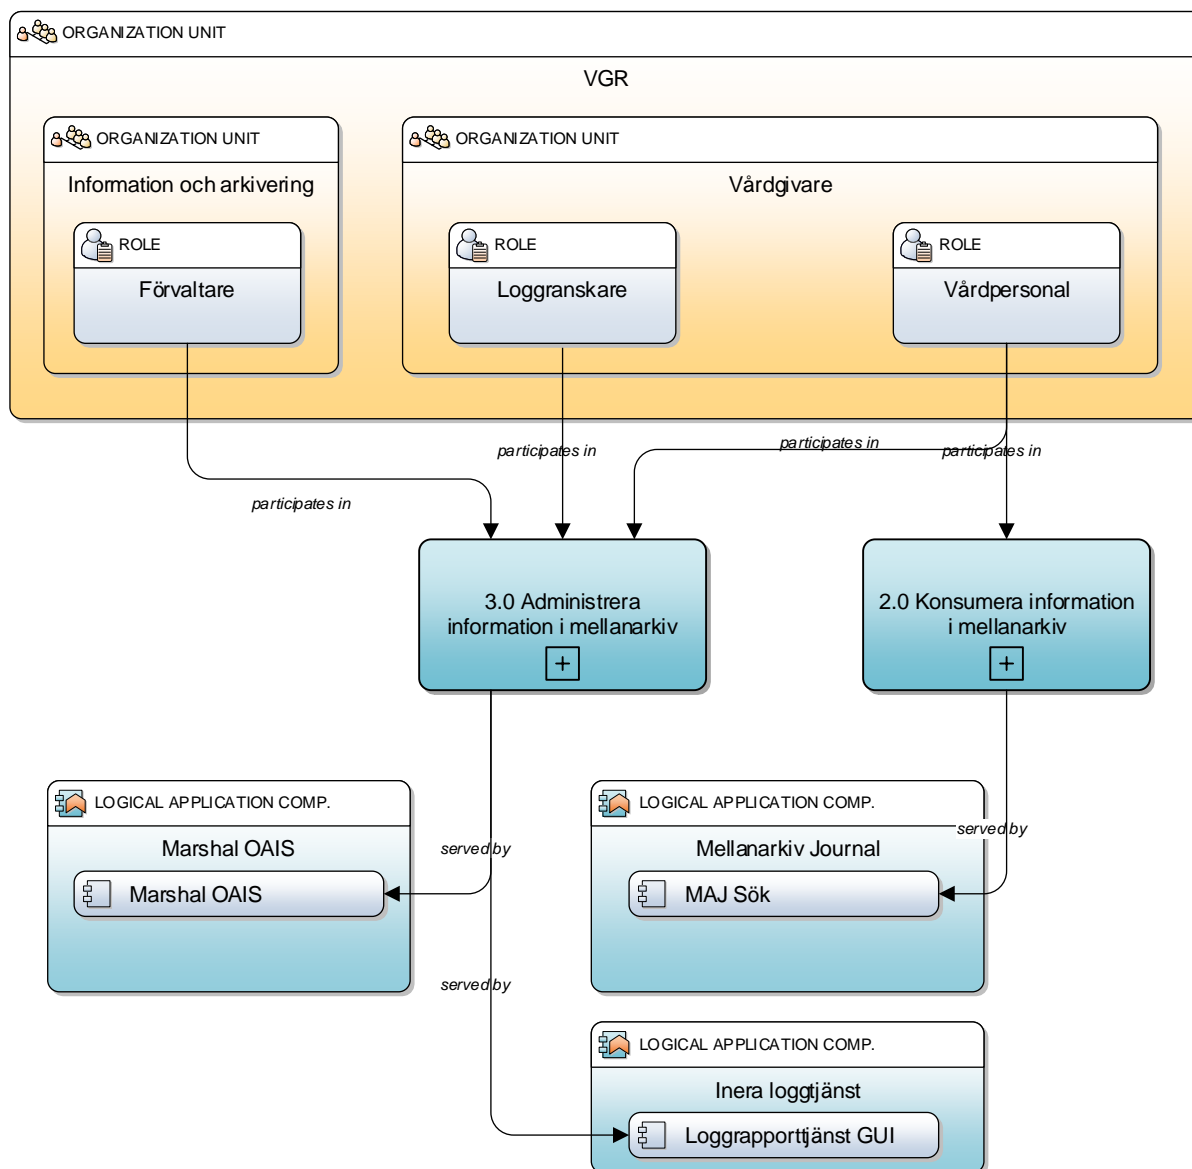 ORGANIZATION UNIT
VGR
ORGANIZATION UNIT
Information och arkivering
ROLE
Förvaltare
ORGANIZATION UNIT
Vårdgivare
ROLE
Loggranskare
ROLE
Vårdpersonal
participates in
participates in
participates in
participates in
3.0 Administrera
information i mellanarkiv
2.0 Konsumera information
i mellanarkiv
LOGICAL APPLICATION COMP.
Marshal OAIS
Marshal OAIS
served by
LOGICAL APPLICATION COMP.
Mellanarkiv Journal
MAJ Sök
served by
served by
LOGICAL APPLICATION COMP.
Inera loggtjänst
Loggrapporttjänst GUI